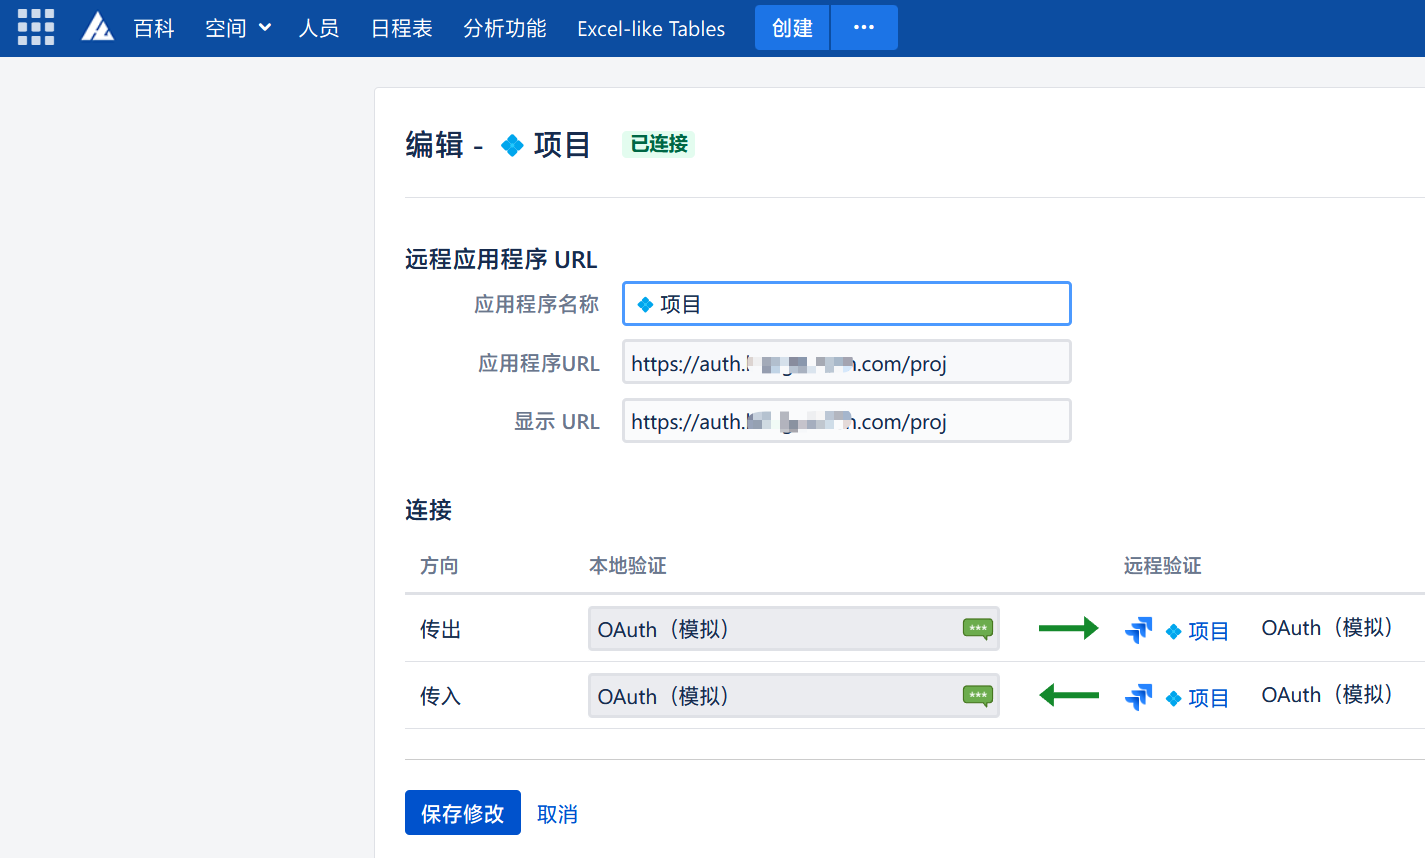 百科 空间 人员 日程表 分析功能 Excel-like Tables 创建 ···
编辑 - 项目 已连接
远程应用程序 URL
应用程序名称 项目
应用程序URL https://auth. .com/proj
显示 URL https://auth. .com/proj
连接
方向 本地验证 远程验证
传出 OAuth（模拟） *** 项目 OAuth（模拟）
传入 OAuth（模拟） *** 项目 OAuth（模拟）
保存修改 取消